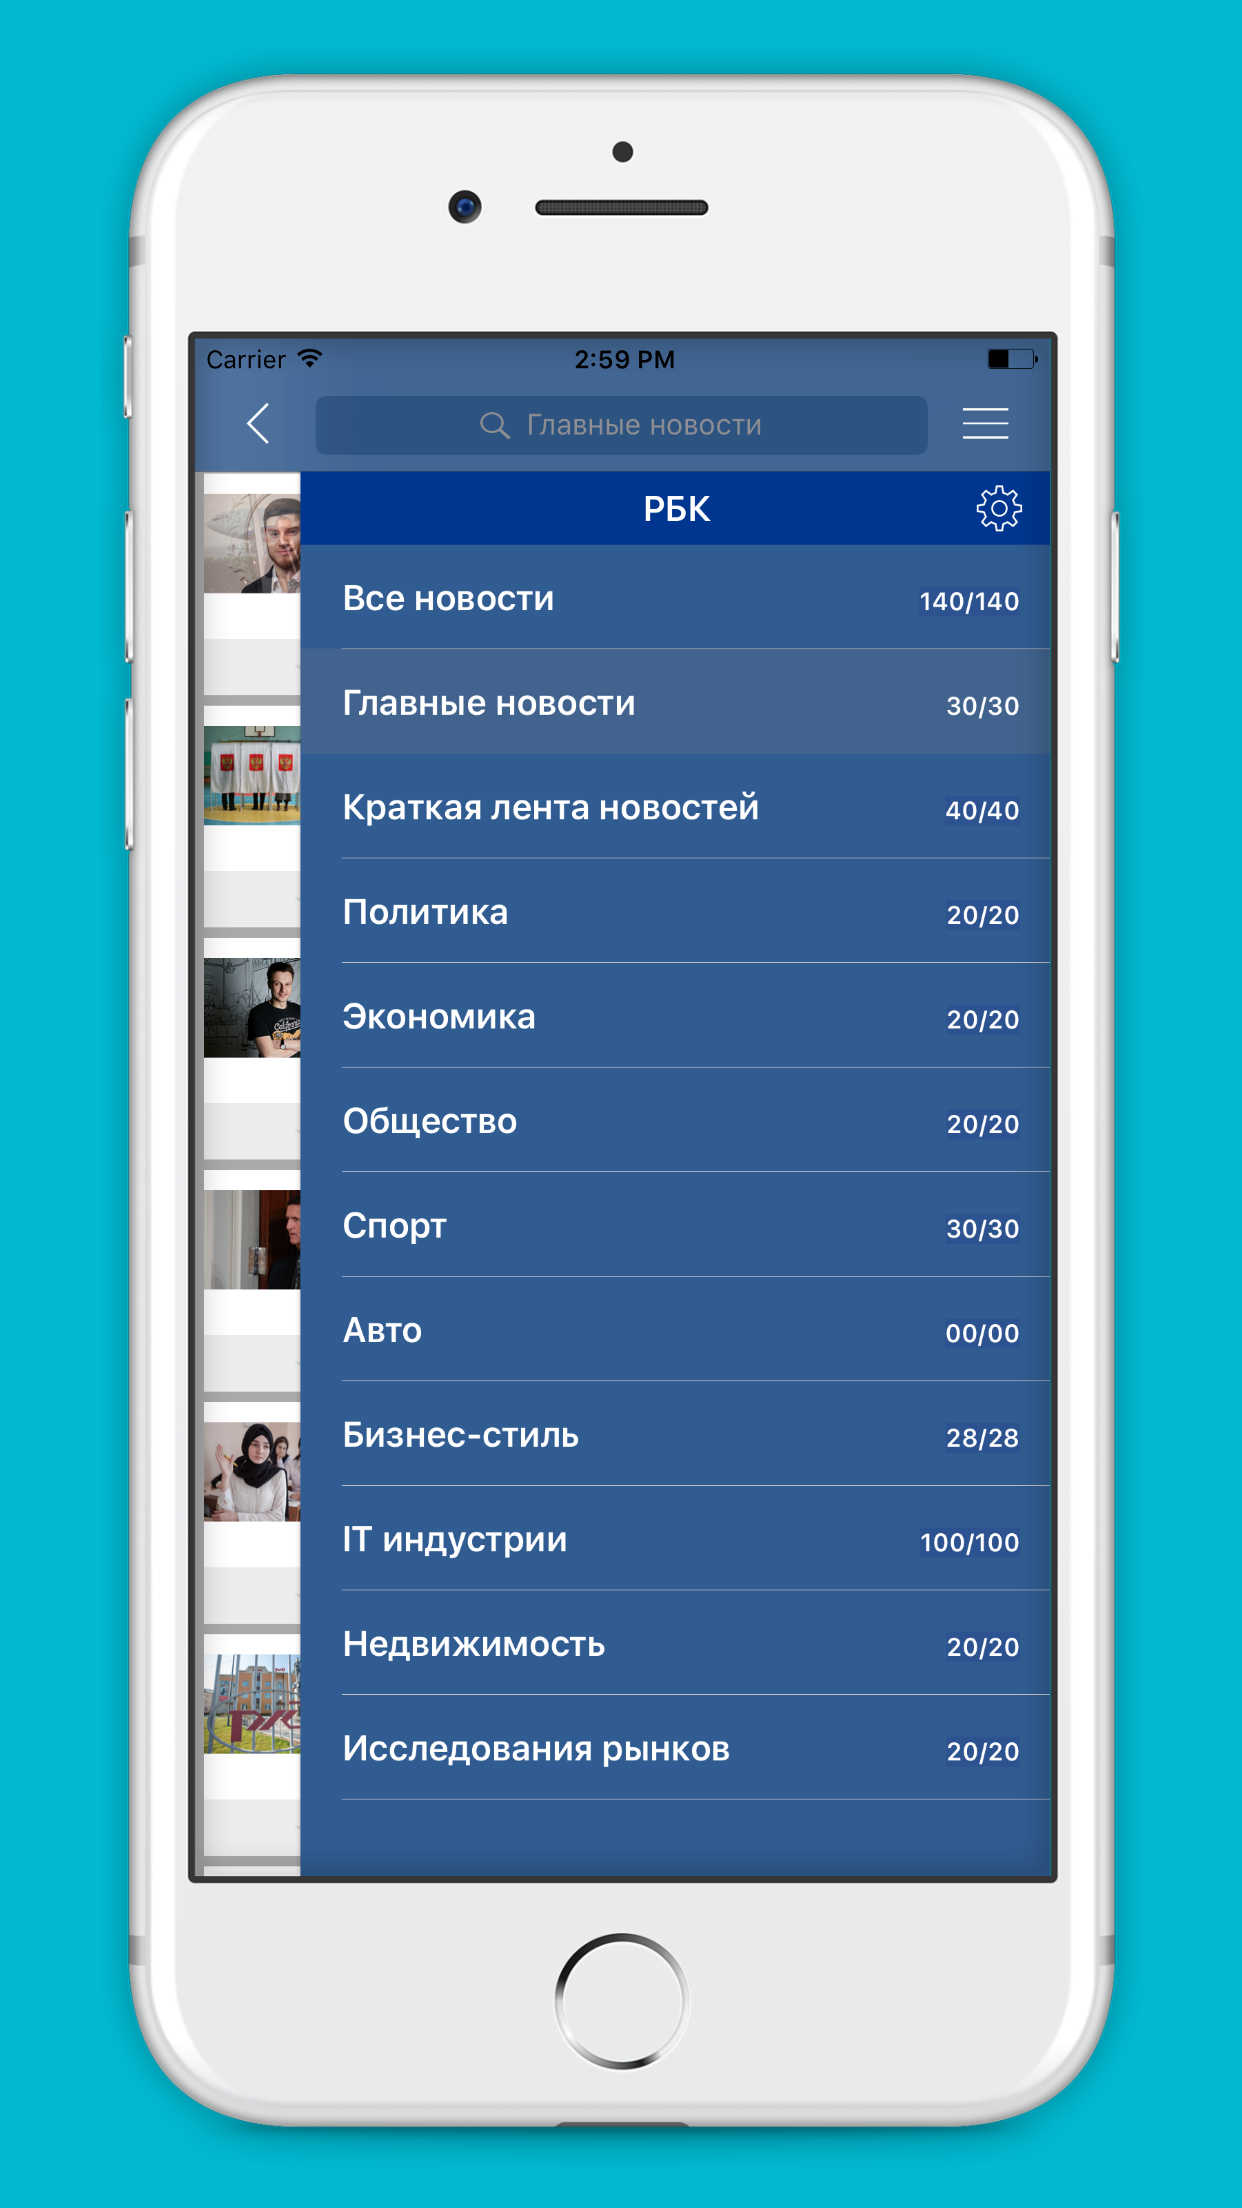 Carrier 2:59 PM
Главные новости
РБК
Все новости 140/140
Главные новости 30/30
Краткая лента новостей 40/40
Политика 20/20
Экономика 20/20
Общество 20/20
Спорт 30/30
Авто 00/00
Бизнес-стиль 28/28
IT индустрии 100/100
Недвижимость 20/20
Исследования рынков 20/20